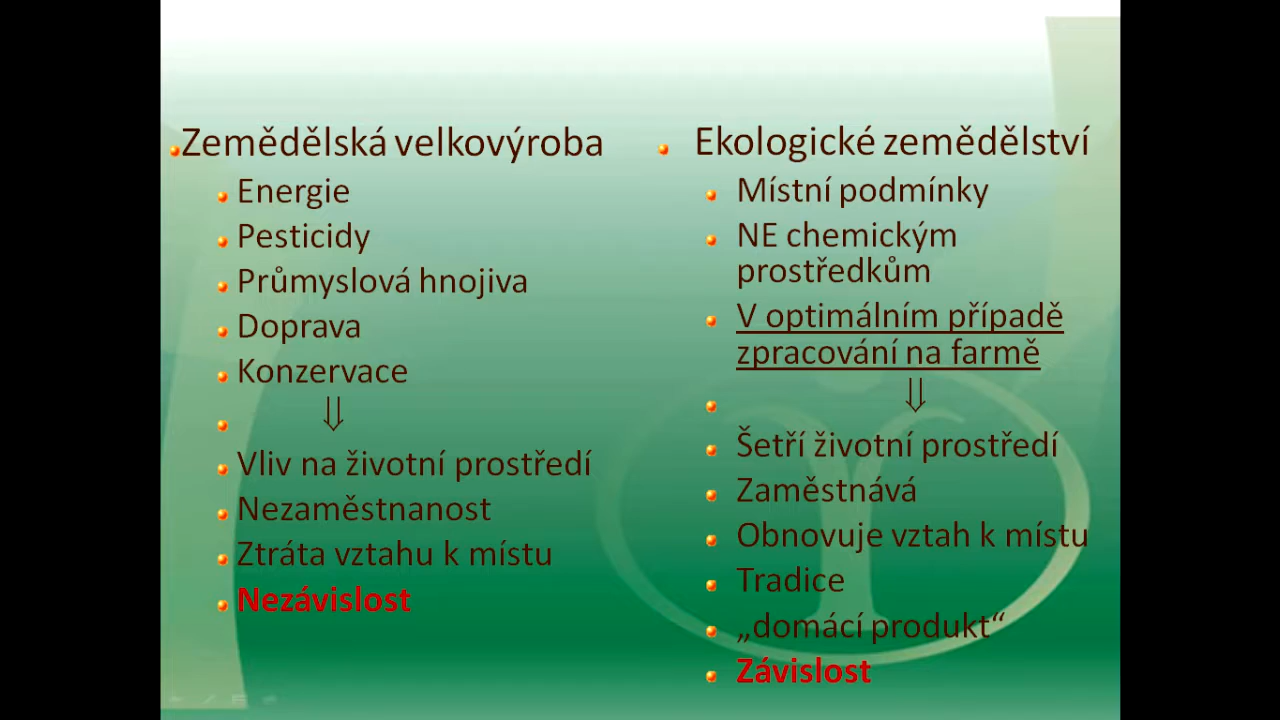 Zemědělská velkovýroba
Energie
Pesticidy
Průmyslová hnojiva
Doprava
Konzervace
⇓
Vliv na životní prostředí
Nezaměstnanost
Ztráta vztahu k místu
Nezávislost
Ekologické zemědělství
Místní podmínky
NE chemickým
prostředkům
V optimálním případě
zpracování na farmě
⇓
Šetří životní prostředí
Zaměstnává
Obnovuje vztah k místu
Tradice
„domácí produkt“
Závislost